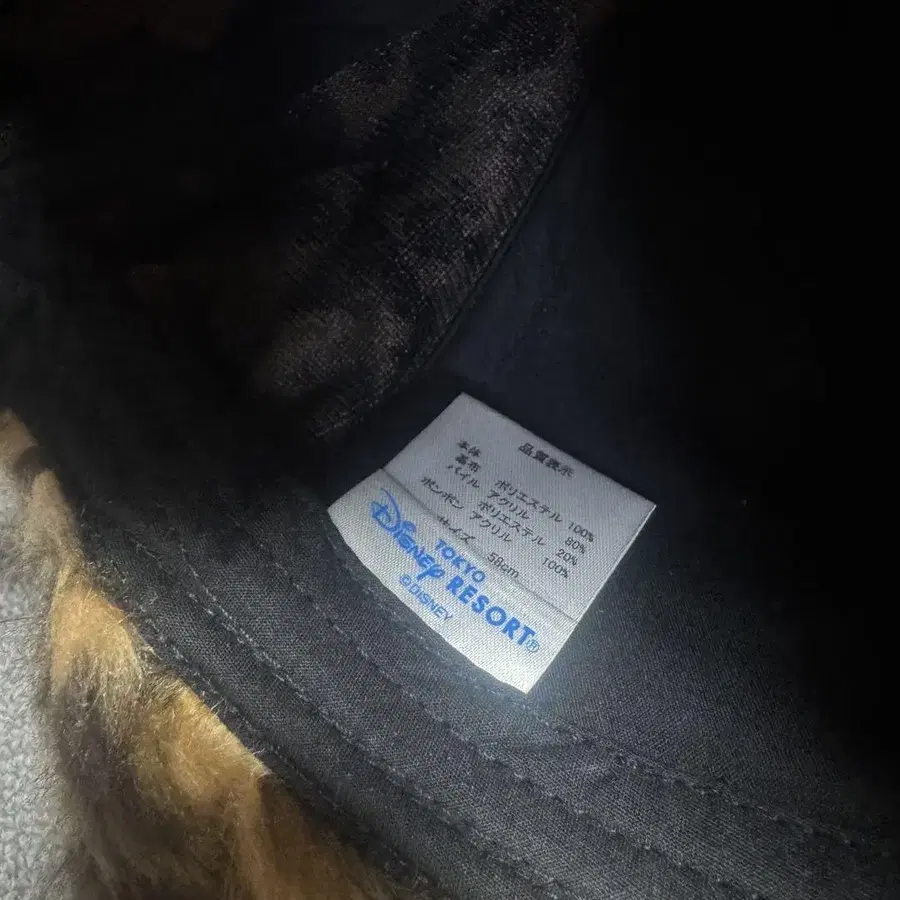 品質表示
本体 ポリエステル 100%
基布 ポリエステル 80%
パイル アクリル 20%
ポンポン アクリル 100%
サイズ 58cm
TOKYO
Disney RESORT®
©DISNEY